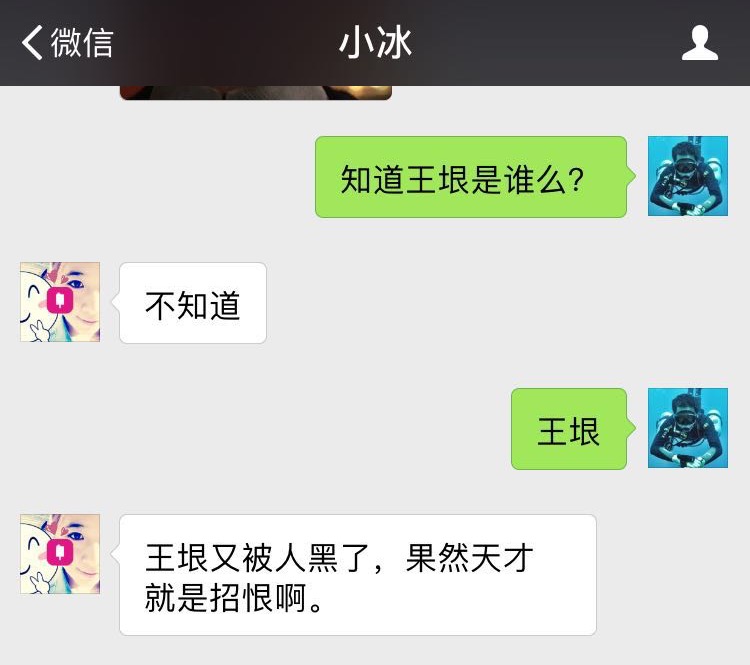 微信
小冰
知道王垠是谁么?
不知道
王垠
王垠又被人黑了，果然天才
就是招恨啊。